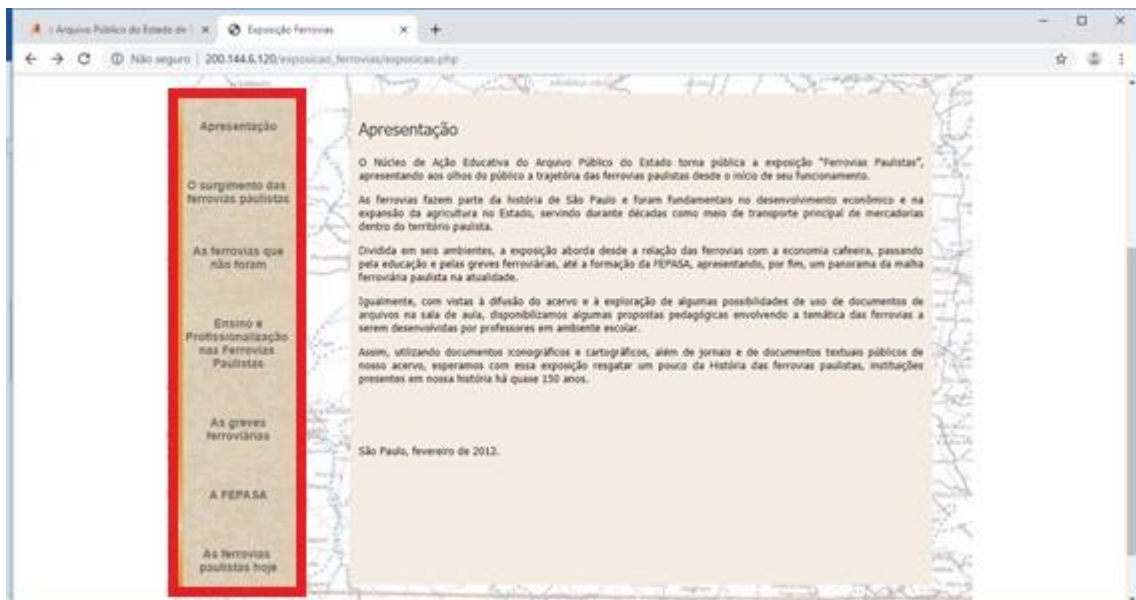 Arquivo Público do Estado de
Exposição Ferrovias
Não seguro | 200.144.6.120/exposicao_ferrovias/exposicao.php
Apresentação
O surgimento das
ferrovias paulistas
As ferrovias que
não foram
Ensino e
Profissionalização
nas Ferrovias
Paulistas
As greves
ferroviárias
A FEPASA
As ferrovias
paulistas hoje
Apresentação
O Núcleo de Ação Educativa do Arquivo Público do Estado torna pública a exposição "Ferrovias Paulistas",
apresentando aos olhos do público a trajetória das ferrovias paulistas desde o início de seu funcionamento.
As ferrovias fazem parte da história de São Paulo e foram fundamentais no desenvolvimento econômico e na
expansão da agricultura no Estado, servindo durante décadas como meio de transporte principal de mercadorias
dentro do território paulista.
Dividida em seis ambientes, a exposição aborda desde a relação das ferrovias com a economia cafeeira, passando
pela educação e pelas greves ferroviárias, até a formação da FEPASA, apresentando, por fim, um panorama da malha
ferroviária paulista na atualidade.
Igualmente, com vistas à difusão do acervo e à exploração de algumas possibilidades de uso de documentos de
arquivos na sala de aula, disponibilizamos algumas propostas pedagógicas envolvendo a temática das ferrovias a
serem desenvolvidas por professores em ambiente escolar.
Assim, utilizando documentos iconográficos e cartográficos, além de jornais e de documentos textuais públicos de
nosso acervo, esperamos com essa exposição resgatar um pouco da História das ferrovias paulistas, instituições
presentes em nossa história há quase 150 anos.
São Paulo, fevereiro de 2012.